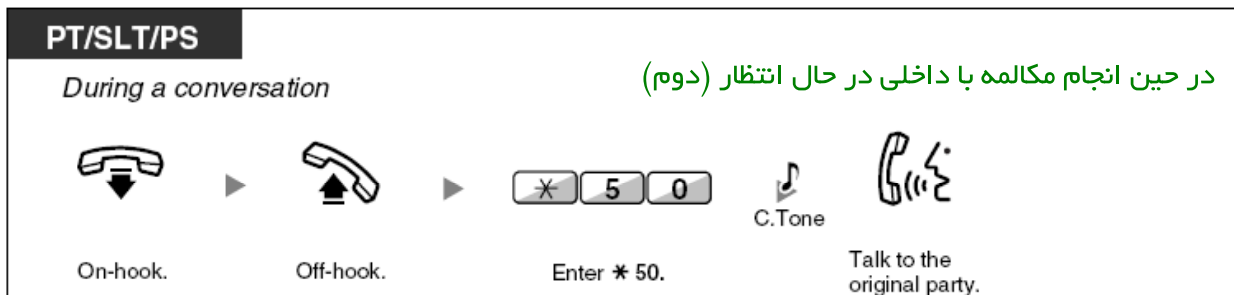 PT/SLT/PS
During a conversation
در حین انجام مکالمه با داخلی در حال انتظار (دوم)
* 5 0
C.Tone
On-hook.
Off-hook.
Enter * 50.
Talk to the
original party.